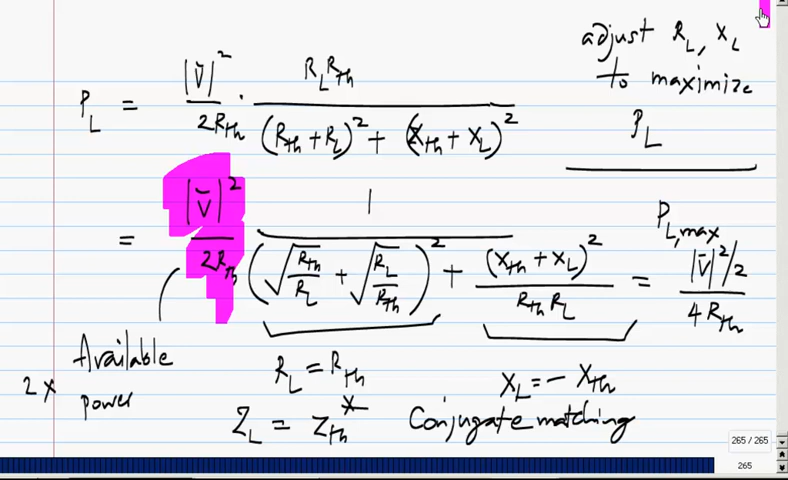 adjust R_L, X_L
to maximize
P_L
P_L = |V̄|²/2R_th · R_L R_th / ((R_th + R_L)² + (X_th + X_L)²)
= |V̄|²/2R_th · 1 / ((√(R_th/R_L) + √(R_L/R_th))² + (X_th + X_L)²/(R_th R_L)) = |V̄|²/2 / 4R_th
P_L,max
Available
2x power
R_L = R_th
X_L = - X_th
Z_L = Z_th* Conjugate matching
265 / 265
265